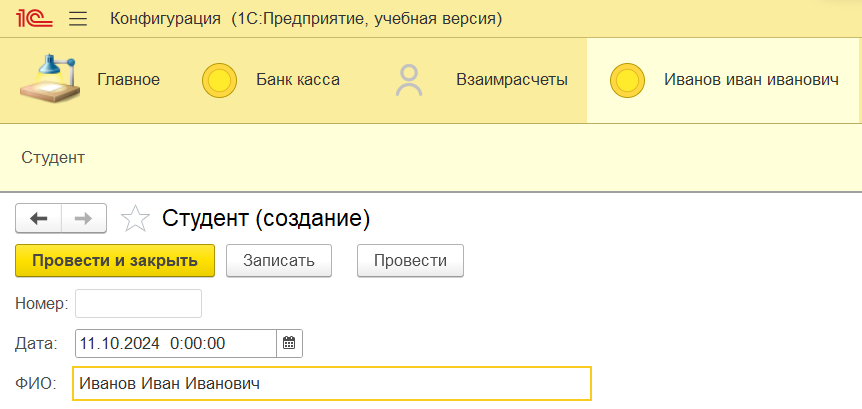 1С Конфигурация (1С:Предприятие, учебная версия)
Главное Банк касса Взаимрасчеты Иванов иван иванович
Студент
Студент (создание)
Провести и закрыть Записать Провести
Номер:
Дата: 11.10.2024 0:00:00
ФИО: Иванов Иван Иванович